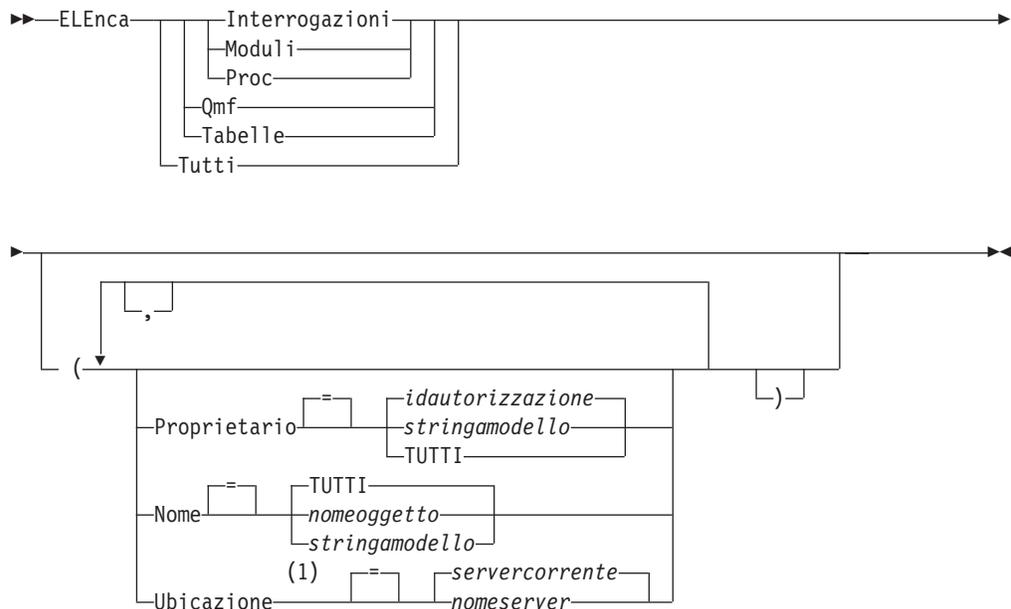 ELEnca Interrogazioni
Moduli
Proc
Qmf
Tabelle
Tutti
,
( )
Proprietario = idautorizzazione
stringamodello
TUTTI
Nome = TUTTI
nomeoggetto
stringamodello
(1)
Ubicazione = servercorrente
nomeserver